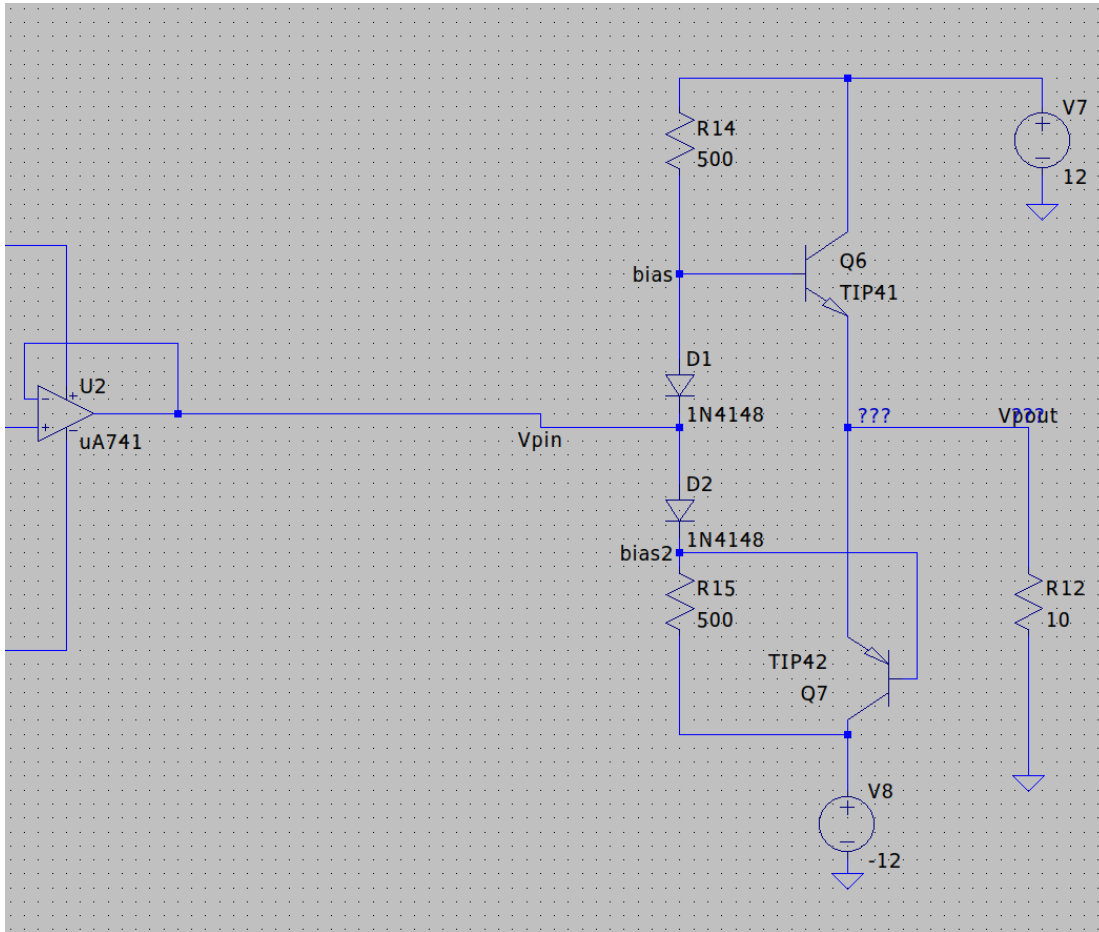 V7
R14
500
12
bias
Q6
TIP41
D1
U2
1N4148
???
Vpout
???
uA741
Vpin
D2
1N4148
bias2
R15
500
R12
10
TIP42
Q7
V8
-12